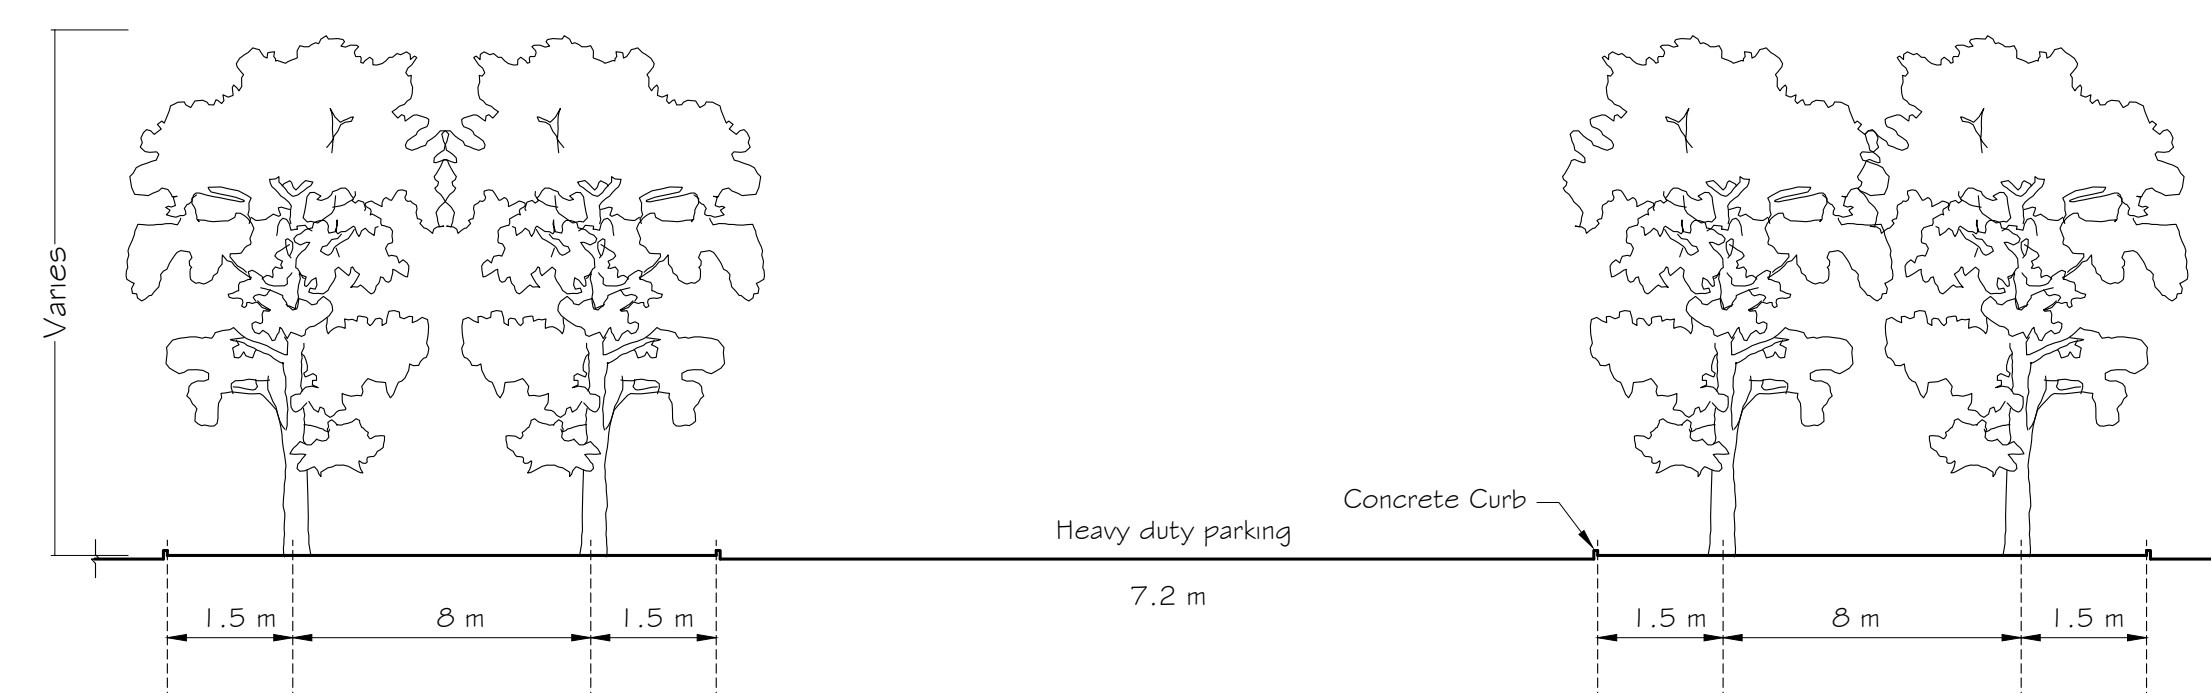 Varies
Concrete Curb
Heavy duty parking
7.2 m
1.5 m 8 m 1.5 m 1.5 m 8 m 1.5 m